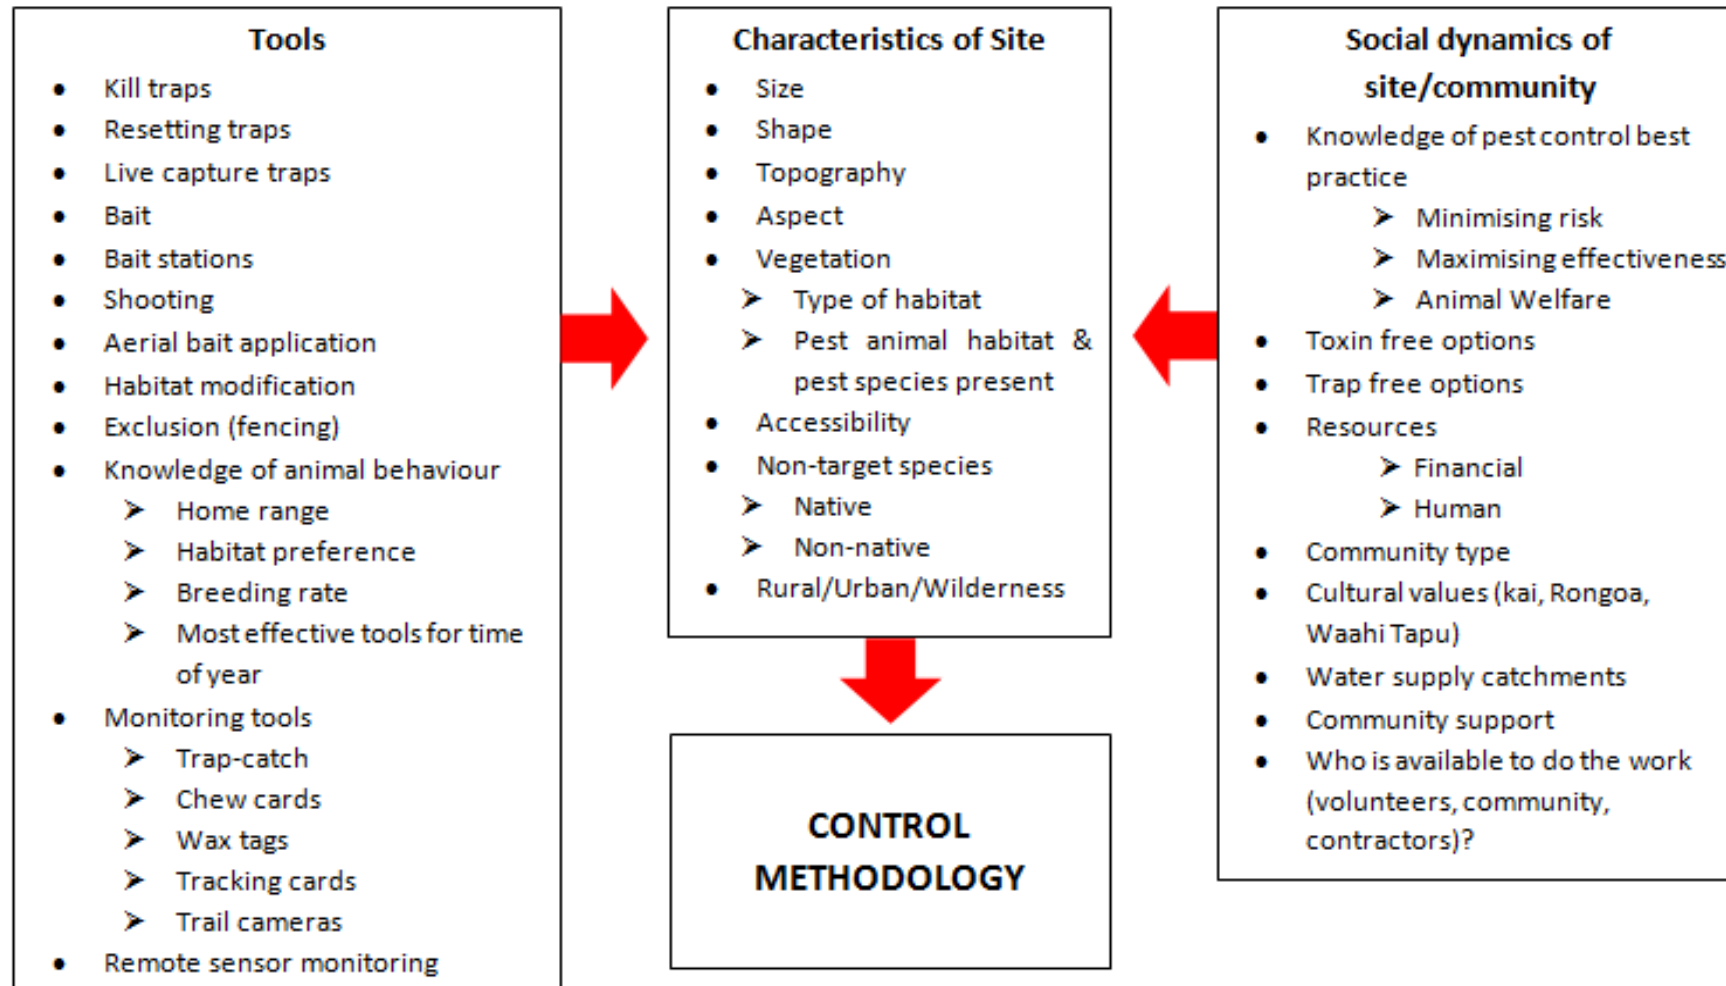 Tools
• Kill traps
• Resetting traps
• Live capture traps
• Bait
• Bait stations
• Shooting
• Aerial bait application
• Habitat modification
• Exclusion (fencing)
• Knowledge of animal behaviour
➤ Home range
➤ Habitat preference
➤ Breeding rate
➤ Most effective tools for time
of year
• Monitoring tools
➤ Trap-catch
➤ Chew cards
➤ Wax tags
➤ Tracking cards
➤ Trail cameras
• Remote sensor monitoring
Characteristics of Site
• Size
• Shape
• Topography
• Aspect
• Vegetation
➤ Type of habitat
➤ Pest animal habitat &
pest species present
• Accessibility
• Non-target species
➤ Native
➤ Non-native
• Rural/Urban/Wilderness
CONTROL
METHODOLOGY
Social dynamics of
site/community
• Knowledge of pest control best
practice
➤ Minimising risk
➤ Maximising effectiveness
➤ Animal Welfare
• Toxin free options
• Trap free options
• Resources
➤ Financial
➤ Human
• Community type
• Cultural values (kai, Rongoa,
Waahi Tapu)
• Water supply catchments
• Community support
• Who is available to do the work
(volunteers, community,
contractors)?